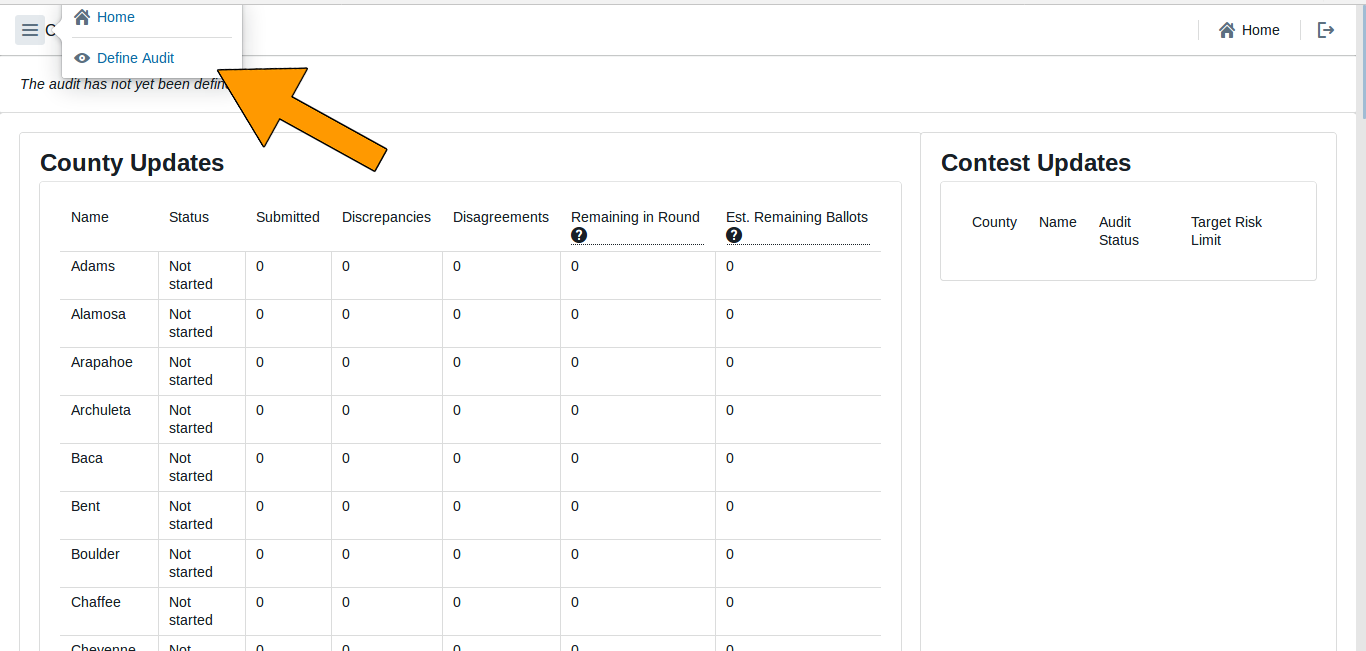 Home
C
Home
Define Audit
The audit has not yet been defin
County Updates
Name Status Submitted Discrepancies Disagreements Remaining in Round Est. Remaining Ballots
? ?
Adams Not started 0 0 0 0 0
Alamosa Not started 0 0 0 0 0
Arapahoe Not started 0 0 0 0 0
Archuleta Not started 0 0 0 0 0
Baca Not started 0 0 0 0 0
Bent Not started 0 0 0 0 0
Boulder Not started 0 0 0 0 0
Chaffee Not started 0 0 0 0 0
Cheyenne Not 0 0 0 0 0
Contest Updates
County Name Audit Status Target Risk Limit